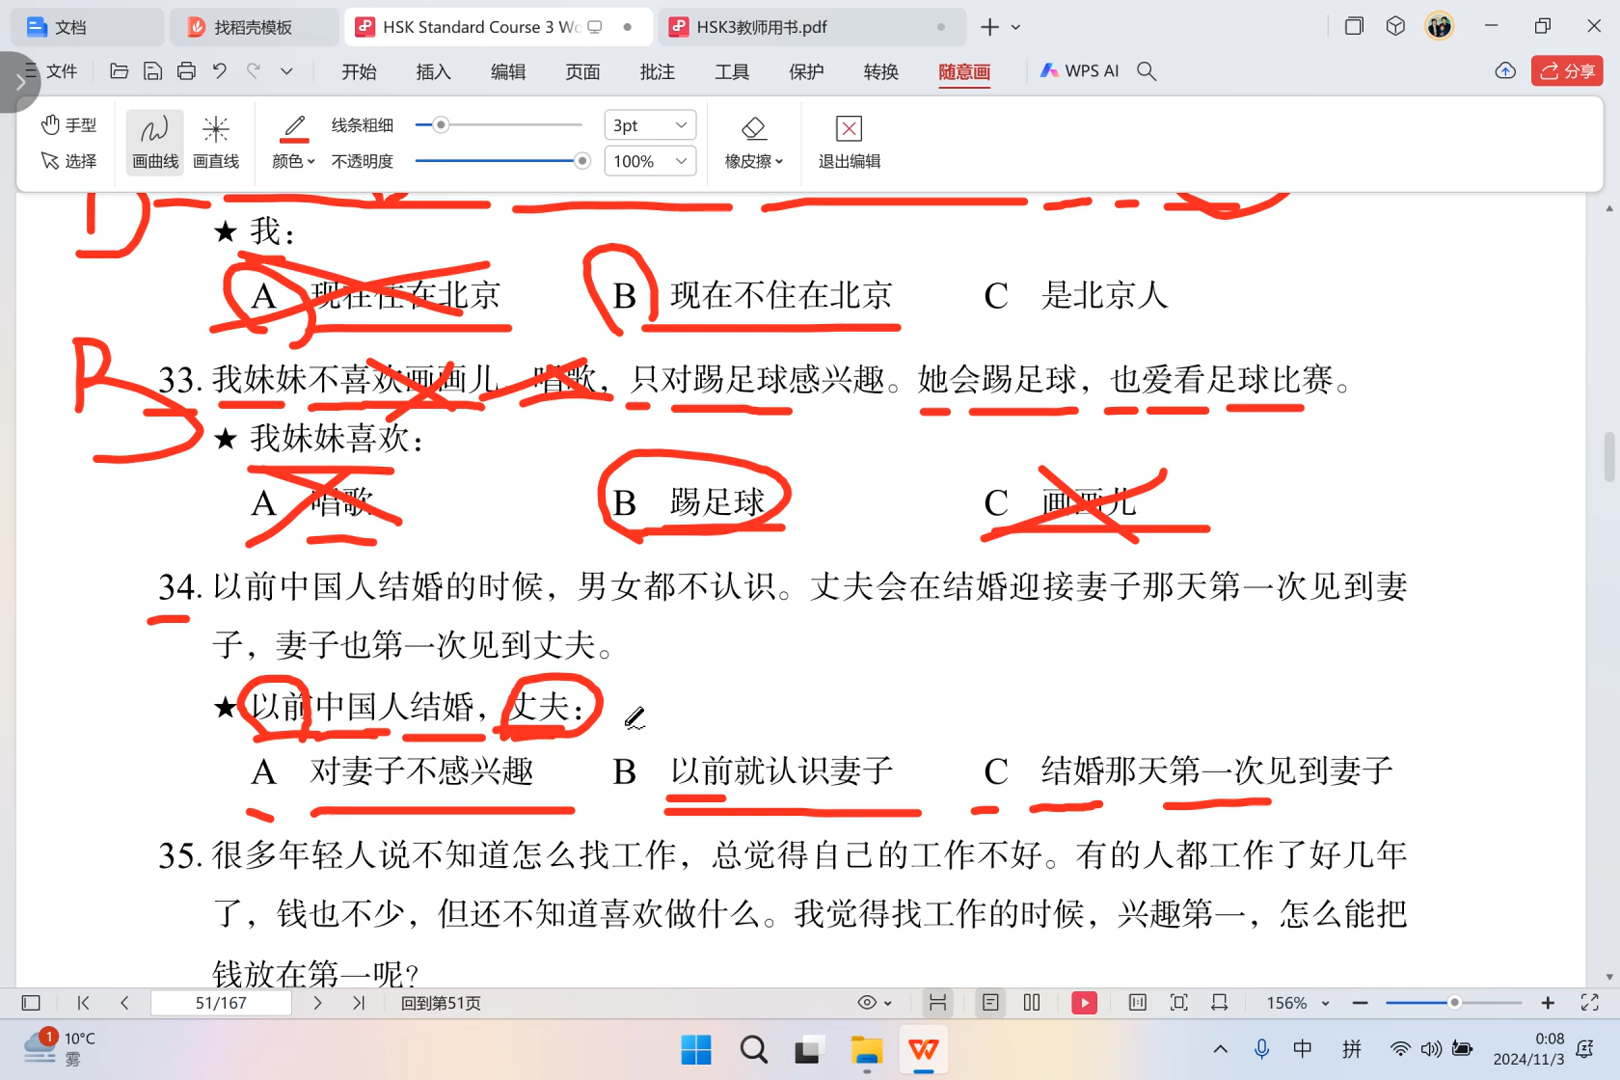 文档 找稻壳模板 HSK Standard Course 3 Wo HSK3教师用书.pdf
文件 开始 插入 编辑 页面 批注 工具 保护 转换 随意画 WPS AI 分享
手型 画曲线 画直线 颜色 线条粗细 3pt 橡皮擦 退出编辑
选择 不透明度 100%
★ 我：
A 现在住在北京 B 现在不住在北京 C 是北京人
B
33. 我妹妹不喜欢画画儿、唱歌，只对踢足球感兴趣。她会踢足球，也爱看足球比赛。
★ 我妹妹喜欢：
A 唱歌 B 踢足球 C 画画儿
34. 以前中国人结婚的时候，男女都不认识。丈夫会在结婚迎接妻子那天第一次见到妻
子，妻子也第一次见到丈夫。
★ 以前中国人结婚，丈夫：
A 对妻子不感兴趣 B 以前就认识妻子 C 结婚那天第一次见到妻子
35. 很多年轻人说不知道怎么找工作，总觉得自己的工作不好。有的人都工作了好几年
了，钱也不少，但还不知道喜欢做什么。我觉得找工作的时候，兴趣第一，怎么能把
钱放在第一呢？
51/167 回到第51页 156%
1 10°C 中 拼 0:08
雾 2024/11/3